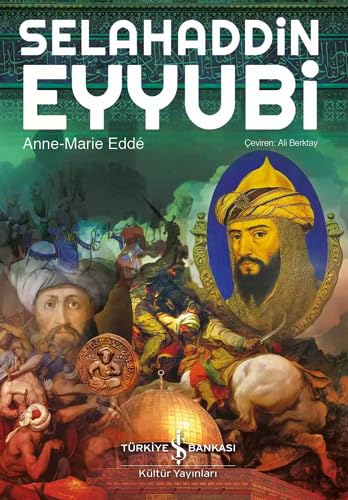 SELAHADDİN
EYYUBİ
Anne-Marie Eddé
Çeviren: Ali Berktay
TÜRKİYE İŞ BANKASI
Kültür Yayınları